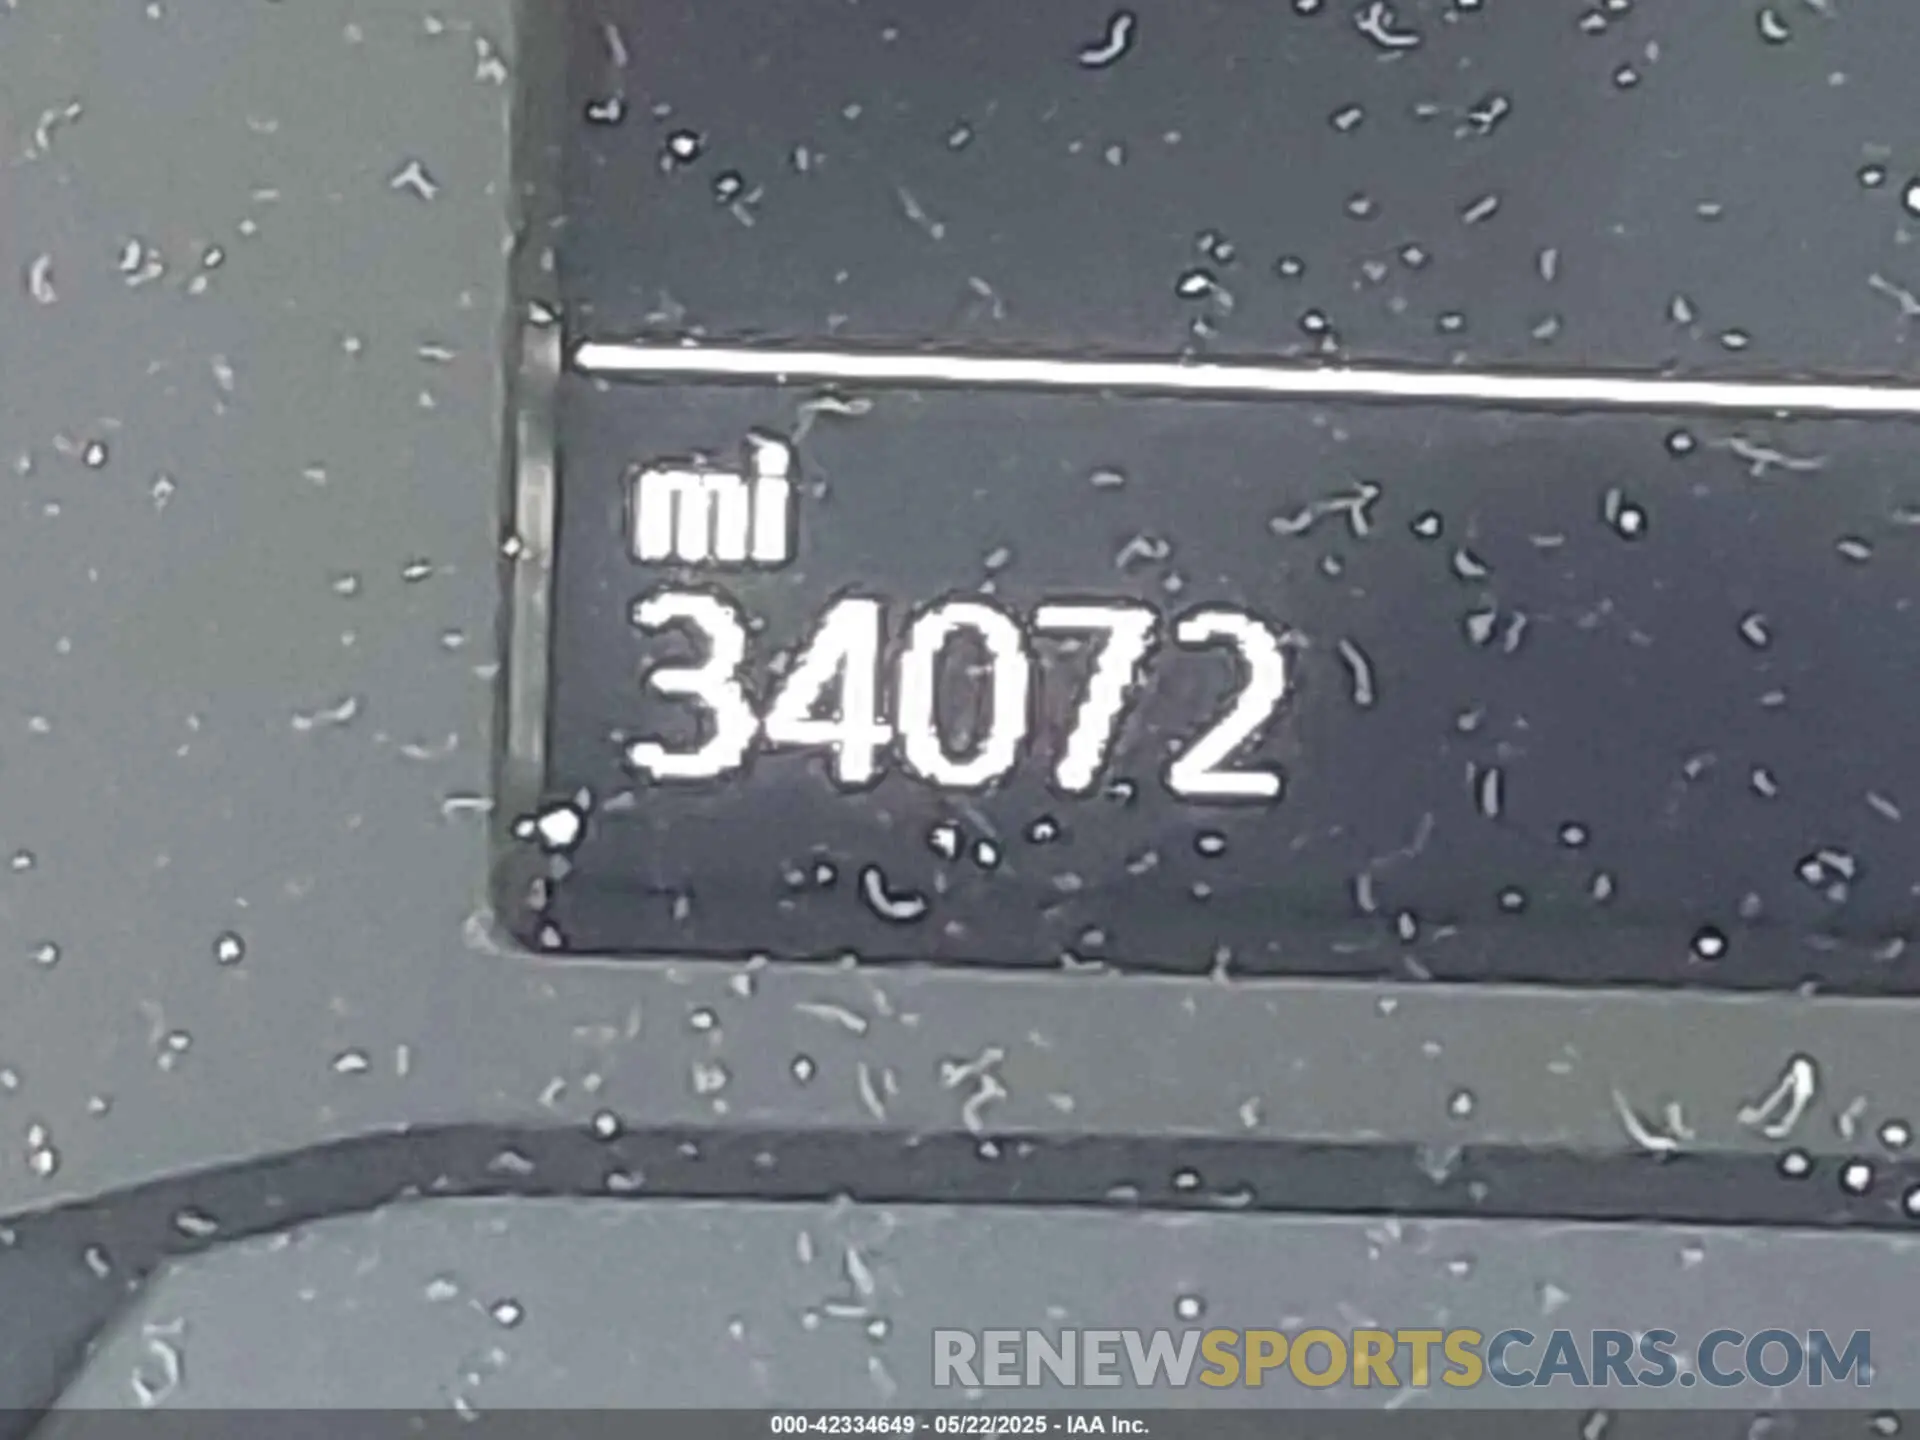 mi
34072
RENEWSPORTSCARS.COM
000-42334649 - 05/22/2025 - IAA Inc.